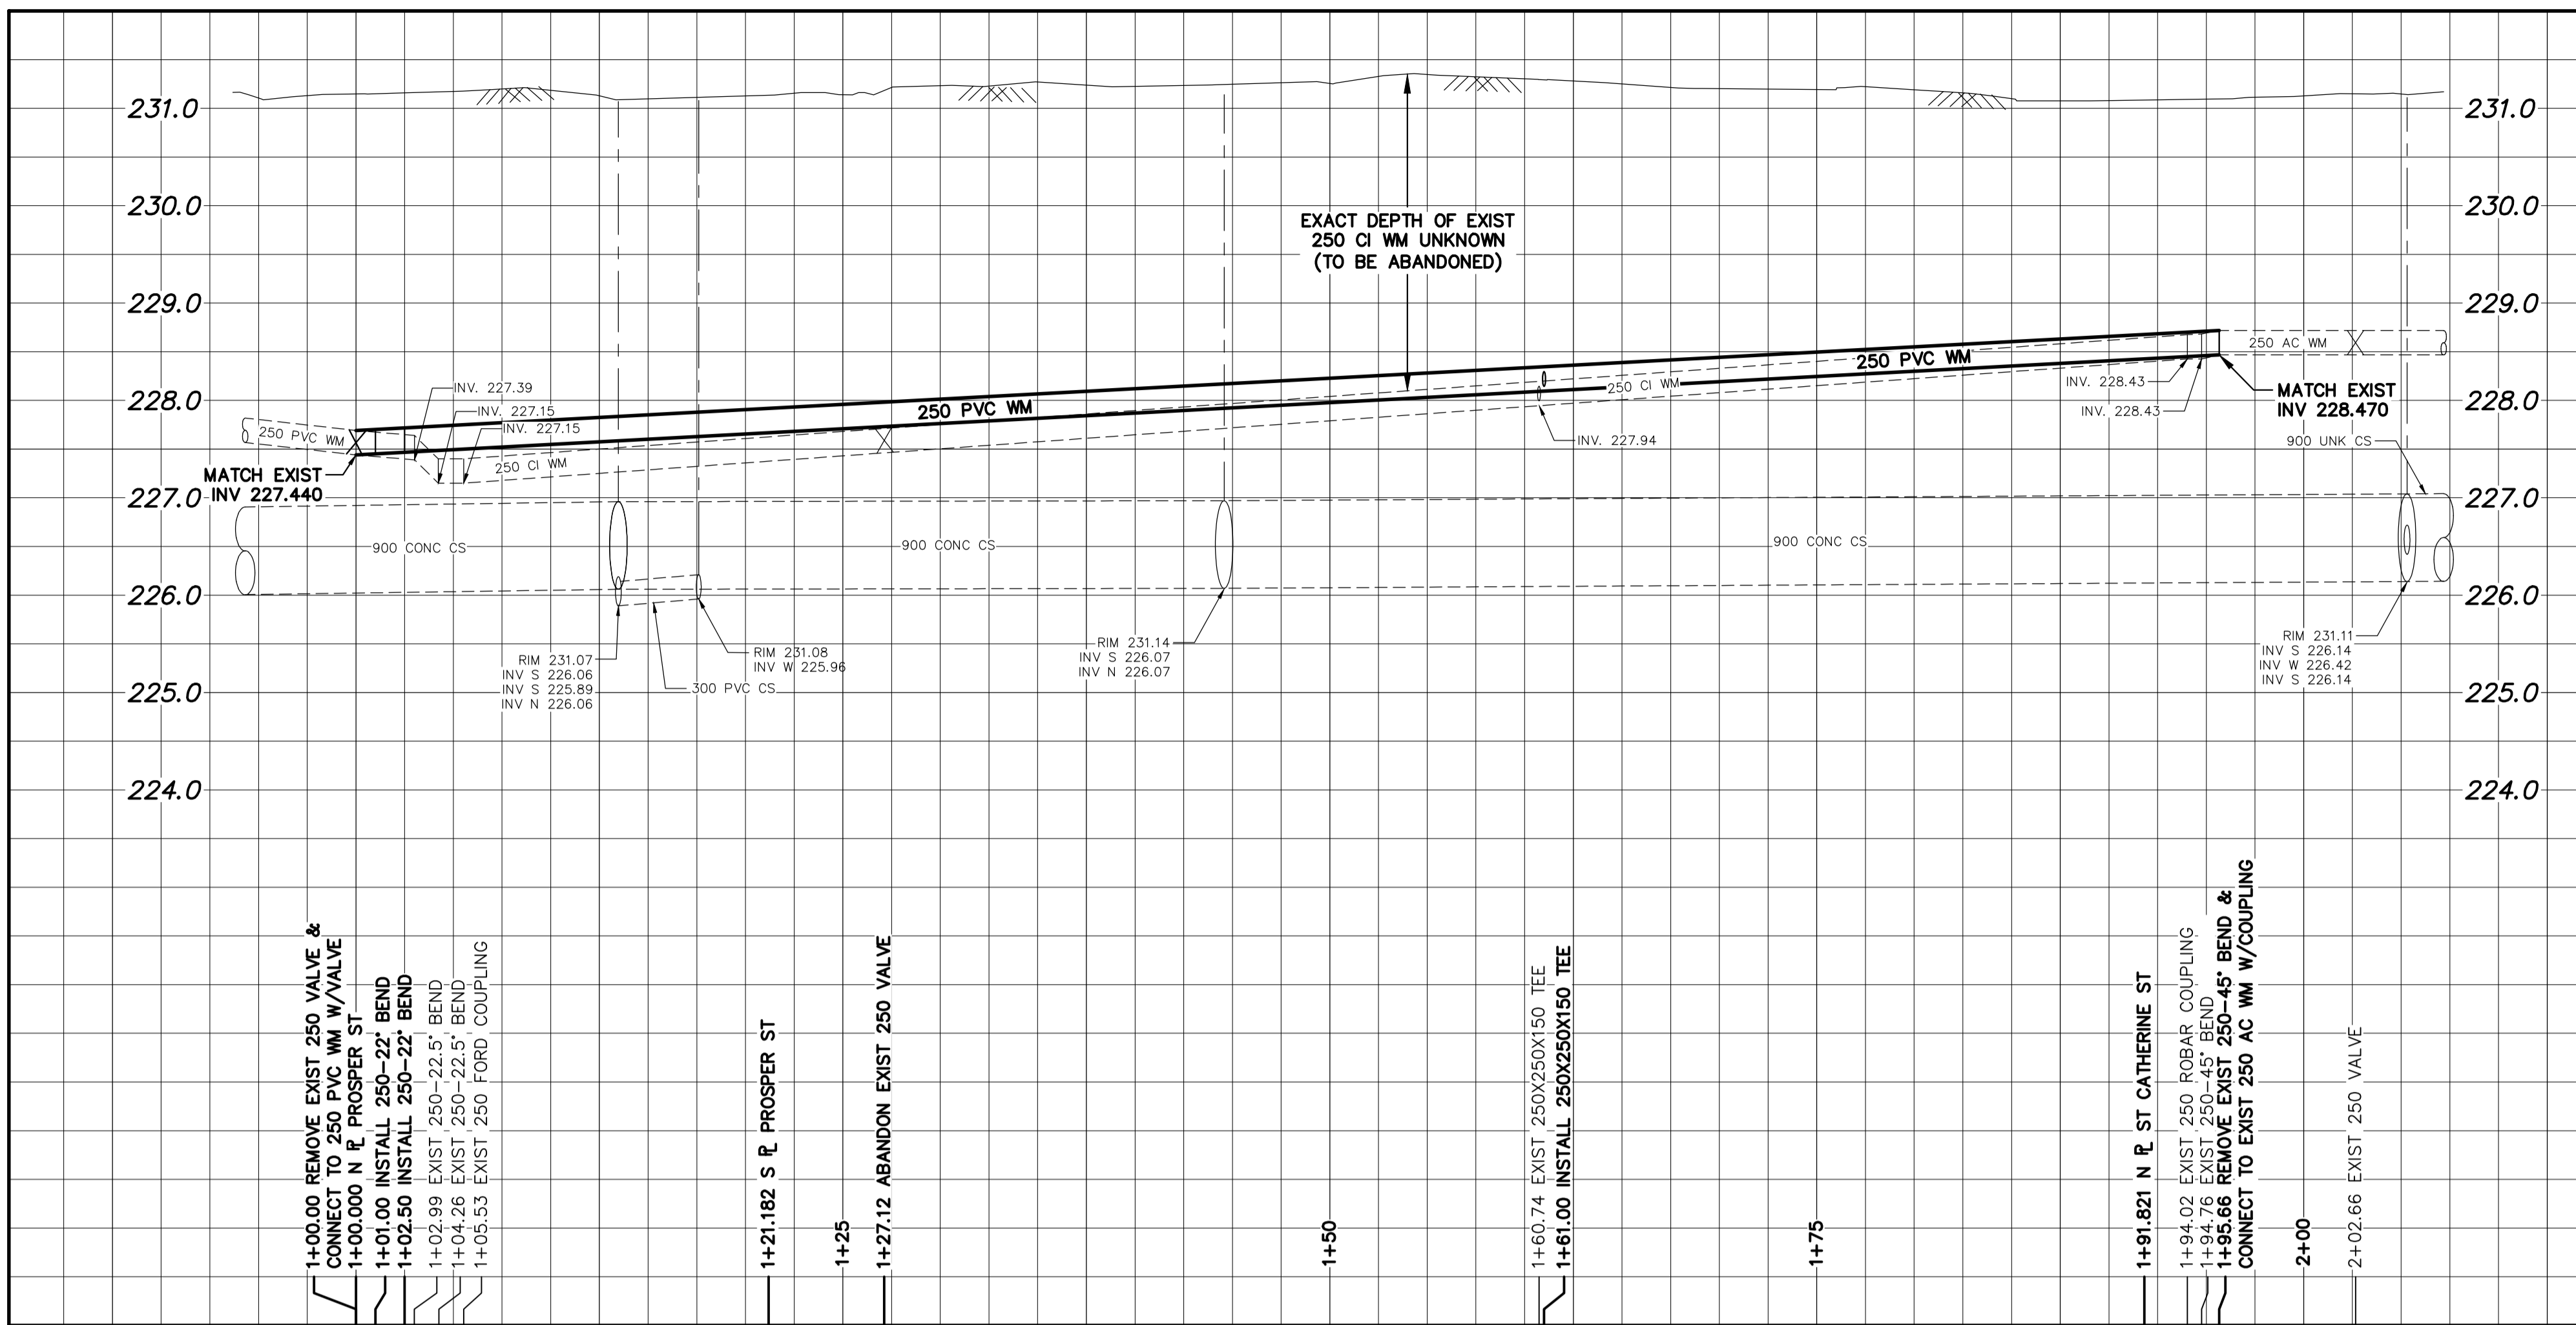 231.0
231.0
230.0
230.0
EXACT DEPTH OF EXIST
250 CI WM UNKNOWN
(TO BE ABANDONED)
229.0
229.0
250 AC WM
250 PVC WM
INV. 227.39
250 CI WM
INV. 228.43
MATCH EXIST
INV 228.470
228.0
228.0
250 PVC WM
INV. 227.15
INV. 228.43
INV. 227.15
250 PVC WM
INV. 227.94
900 UNK CS
250 CI WM
MATCH EXIST
INV 227.440
227.0
227.0
900 CONC CS
900 CONC CS
900 CONC CS
226.0
226.0
RIM 231.07
INV S 226.06
INV S 225.89
INV N 226.06
RIM 231.08
INV W 225.96
300 PVC CS
RIM 231.14
INV S 226.07
INV N 226.07
RIM 231.11
INV S 226.14
INV W 226.42
INV S 226.14
225.0
225.0
224.0
224.0
1+00.00 REMOVE EXIST 250 VALVE &
CONNECT TO 250 PVC WM W/VALVE
1+00.000 N PL PROSPER ST
1+01.00 INSTALL 250-22° BEND
1+02.50 INSTALL 250-22° BEND
1+02.99 EXIST 250-22.5° BEND
1+04.26 EXIST 250-22.5° BEND
1+05.53 EXIST 250 FORD COUPLING
1+21.182 S PL PROSPER ST
1+25
1+27.12 ABANDON EXIST 250 VALVE
1+50
1+60.74 EXIST 250X250X150 TEE
1+61.00 INSTALL 250X250X150 TEE
1+75
1+91.821 N PL ST CATHERINE ST
1+94.02 EXIST 250 ROBAR COUPLING
1+94.76 EXIST 250-45° BEND
1+95.66 REMOVE EXIST 250-45° BEND &
CONNECT TO EXIST 250 AC WM W/COUPLING
2+00
2+02.66 EXIST 250 VALVE